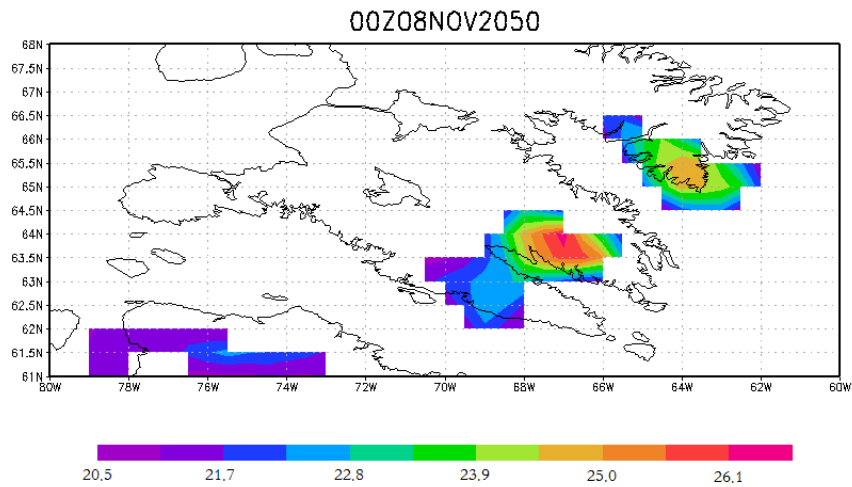 00Z08NOV2050
68N
67.5N
67N
66.5N
66N
65.5N
65N
64.5N
64N
63.5N
63N
62.5N
62N
61.5N
61N
80W 78W 76W 74W 72W 70W 68W 66W 64W 62W 60W
20,5 21,7 22,8 23,9 25,0 26,1